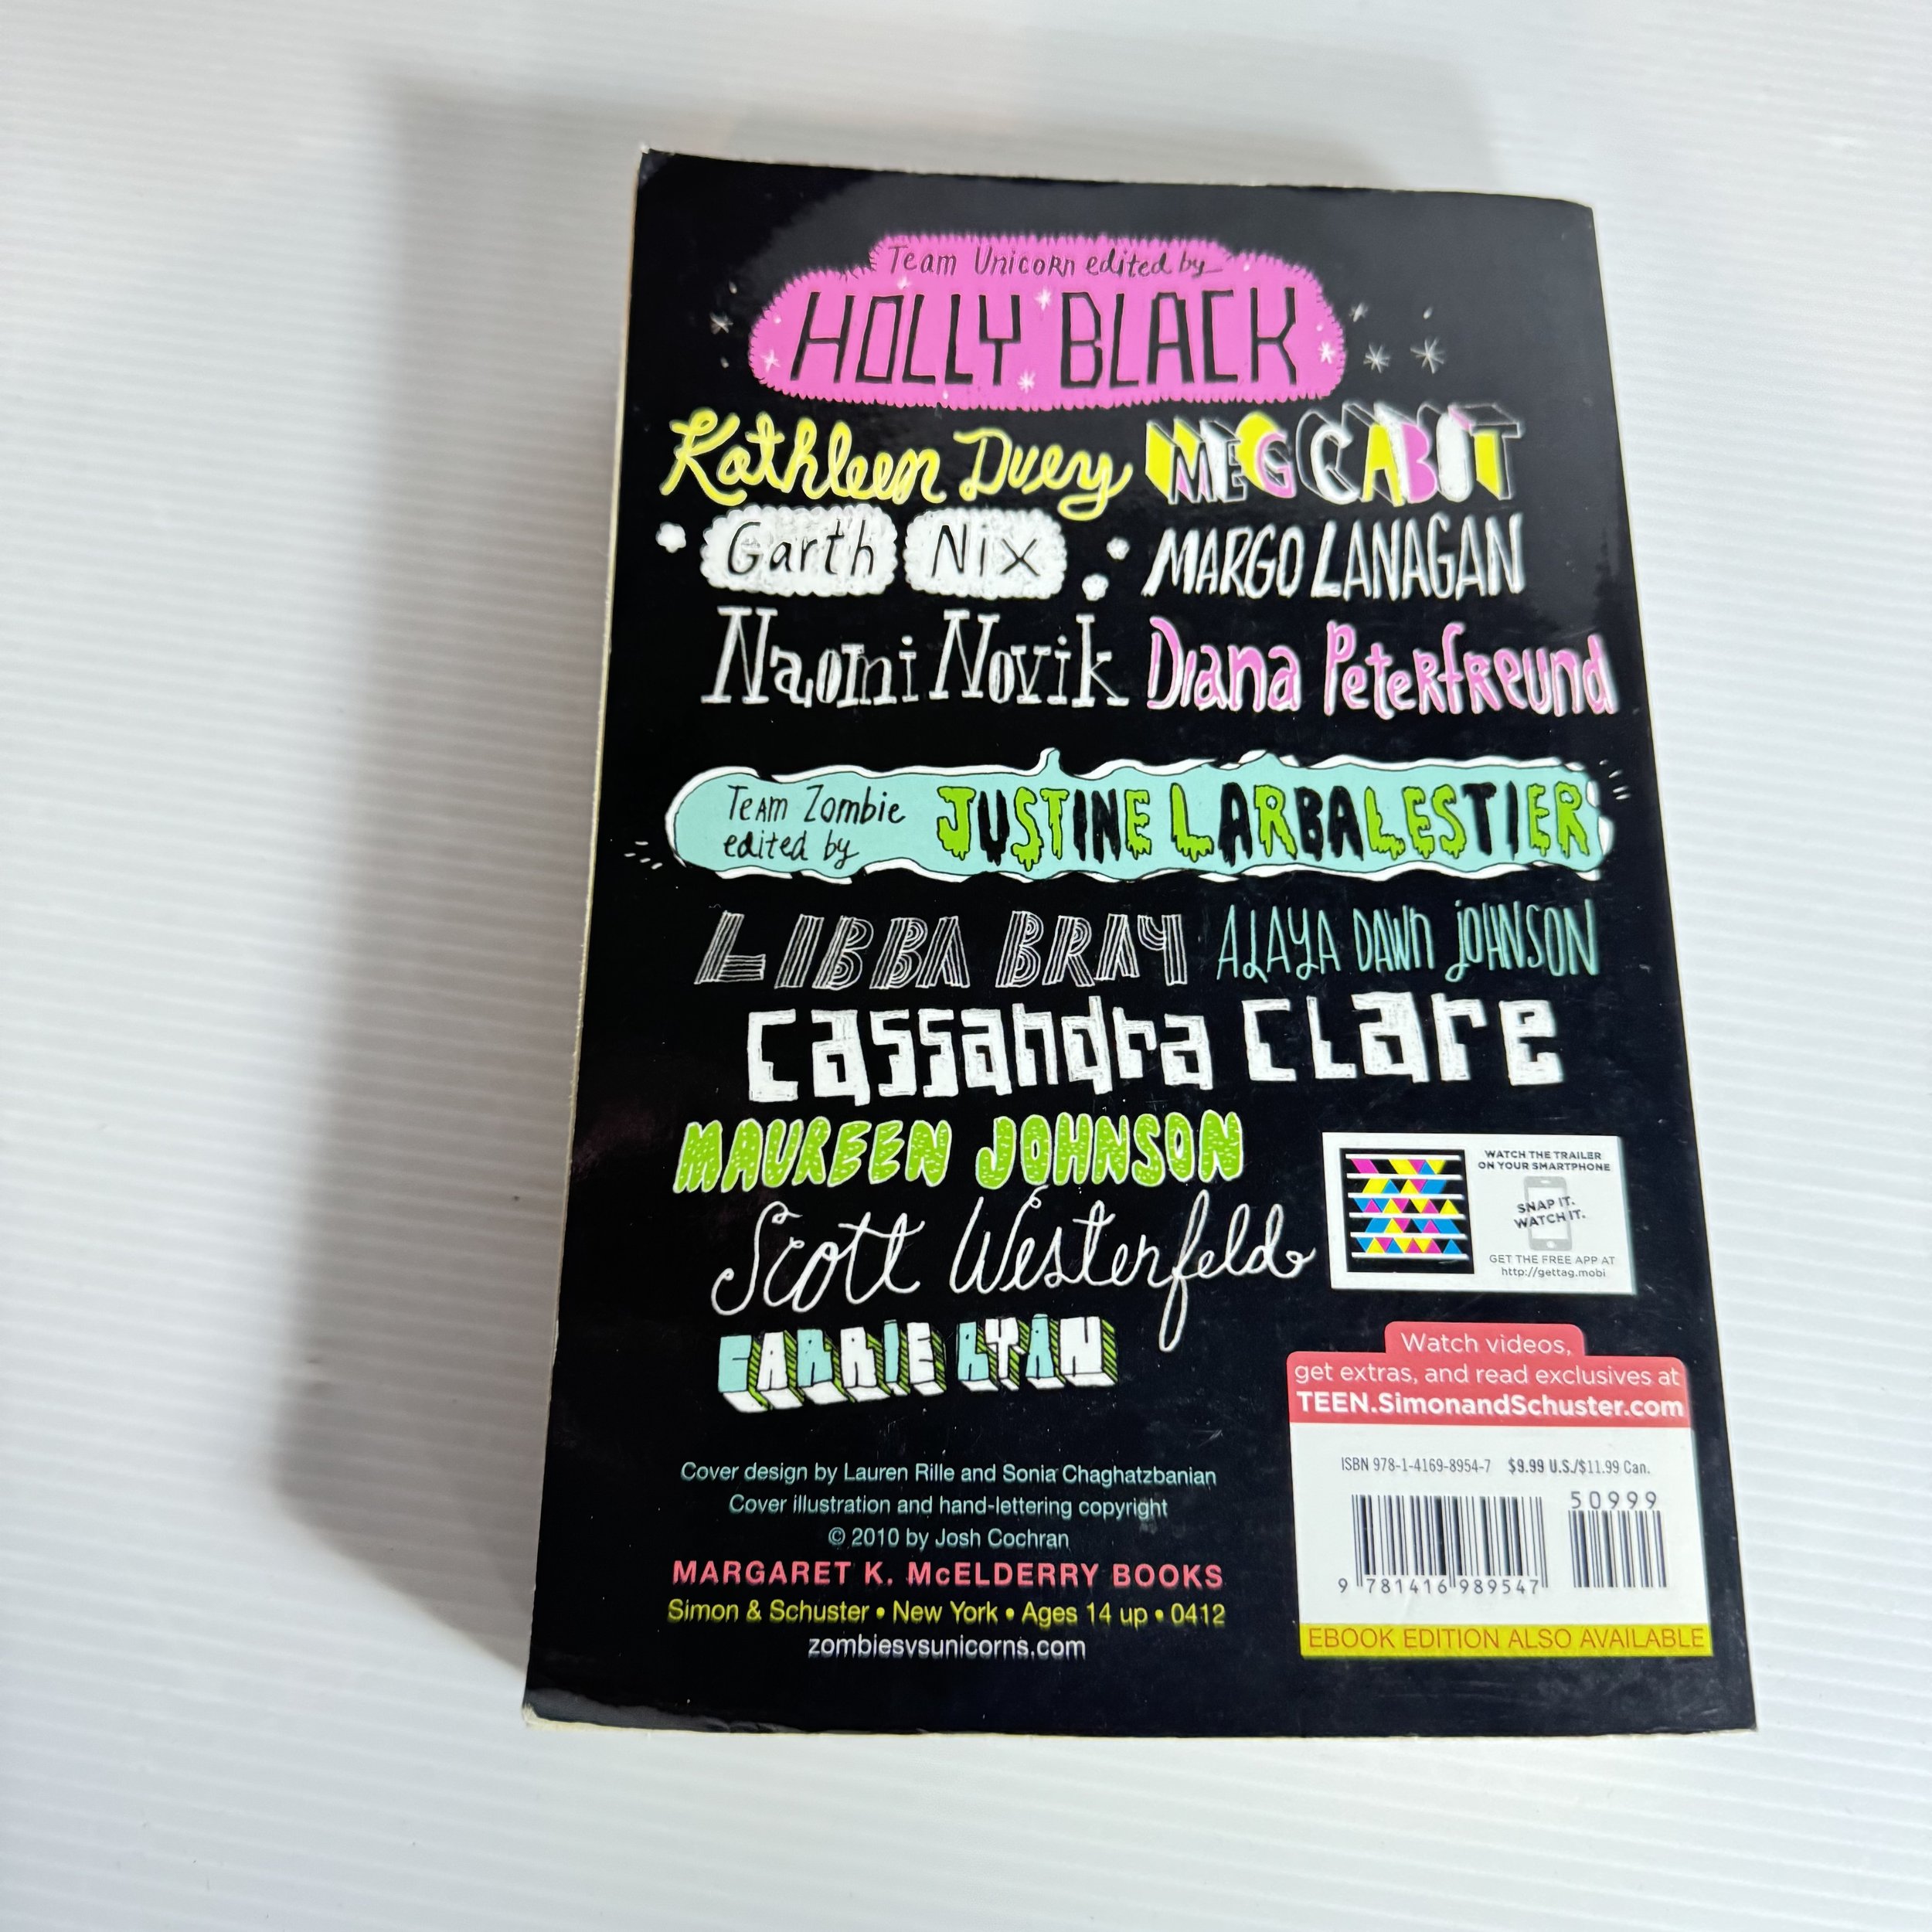 Team Unicorn edited by
HOLLY BLACK
Kathleen Duey MEG CABOT
Garth Nix MARGO LANAGAN
Naomi Novik Diana Peterfreund
Team Zombie
edited by JUSTINE LARBALESTIER
LIBBA BRAY ALAYA DAWN JOHNSON
Cassandra Clare
MAUREEN JOHNSON
Scott Westerfeld
CARRIE RYAN
WATCH THE TRAILER
ON YOUR SMARTPHONE
SNAP IT.
WATCH IT.
GET THE FREE APP AT
http://gettag.mobi
Watch videos,
get extras, and read exclusives at
TEEN.SimonandSchuster.com
ISBN 978-1-4169-8954-7 $9.99 U.S./$11.99 Can.
50999
9 781416 989547
EBOOK EDITION ALSO AVAILABLE
Cover design by Lauren Rille and Sonia Chaghatzbanian
Cover illustration and hand-lettering copyright
© 2010 by Josh Cochran
MARGARET K. McELDERRY BOOKS
Simon & Schuster • New York • Ages 14 up • 0412
zombiesvsunicorns.com